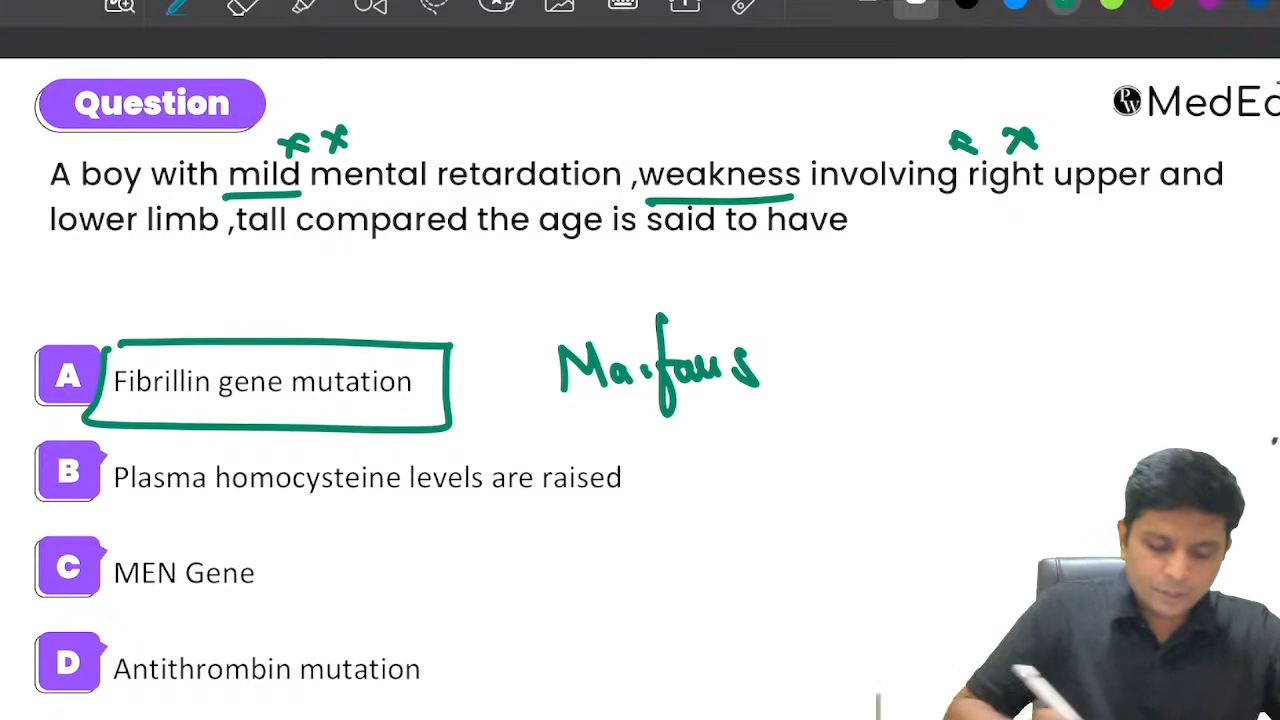 Question
PW MedEd
A boy with mild mental retardation ,weakness involving right upper and
lower limb ,tall compared the age is said to have
A Fibrillin gene mutation
Marfans
B Plasma homocysteine levels are raised
C MEN Gene
D Antithrombin mutation